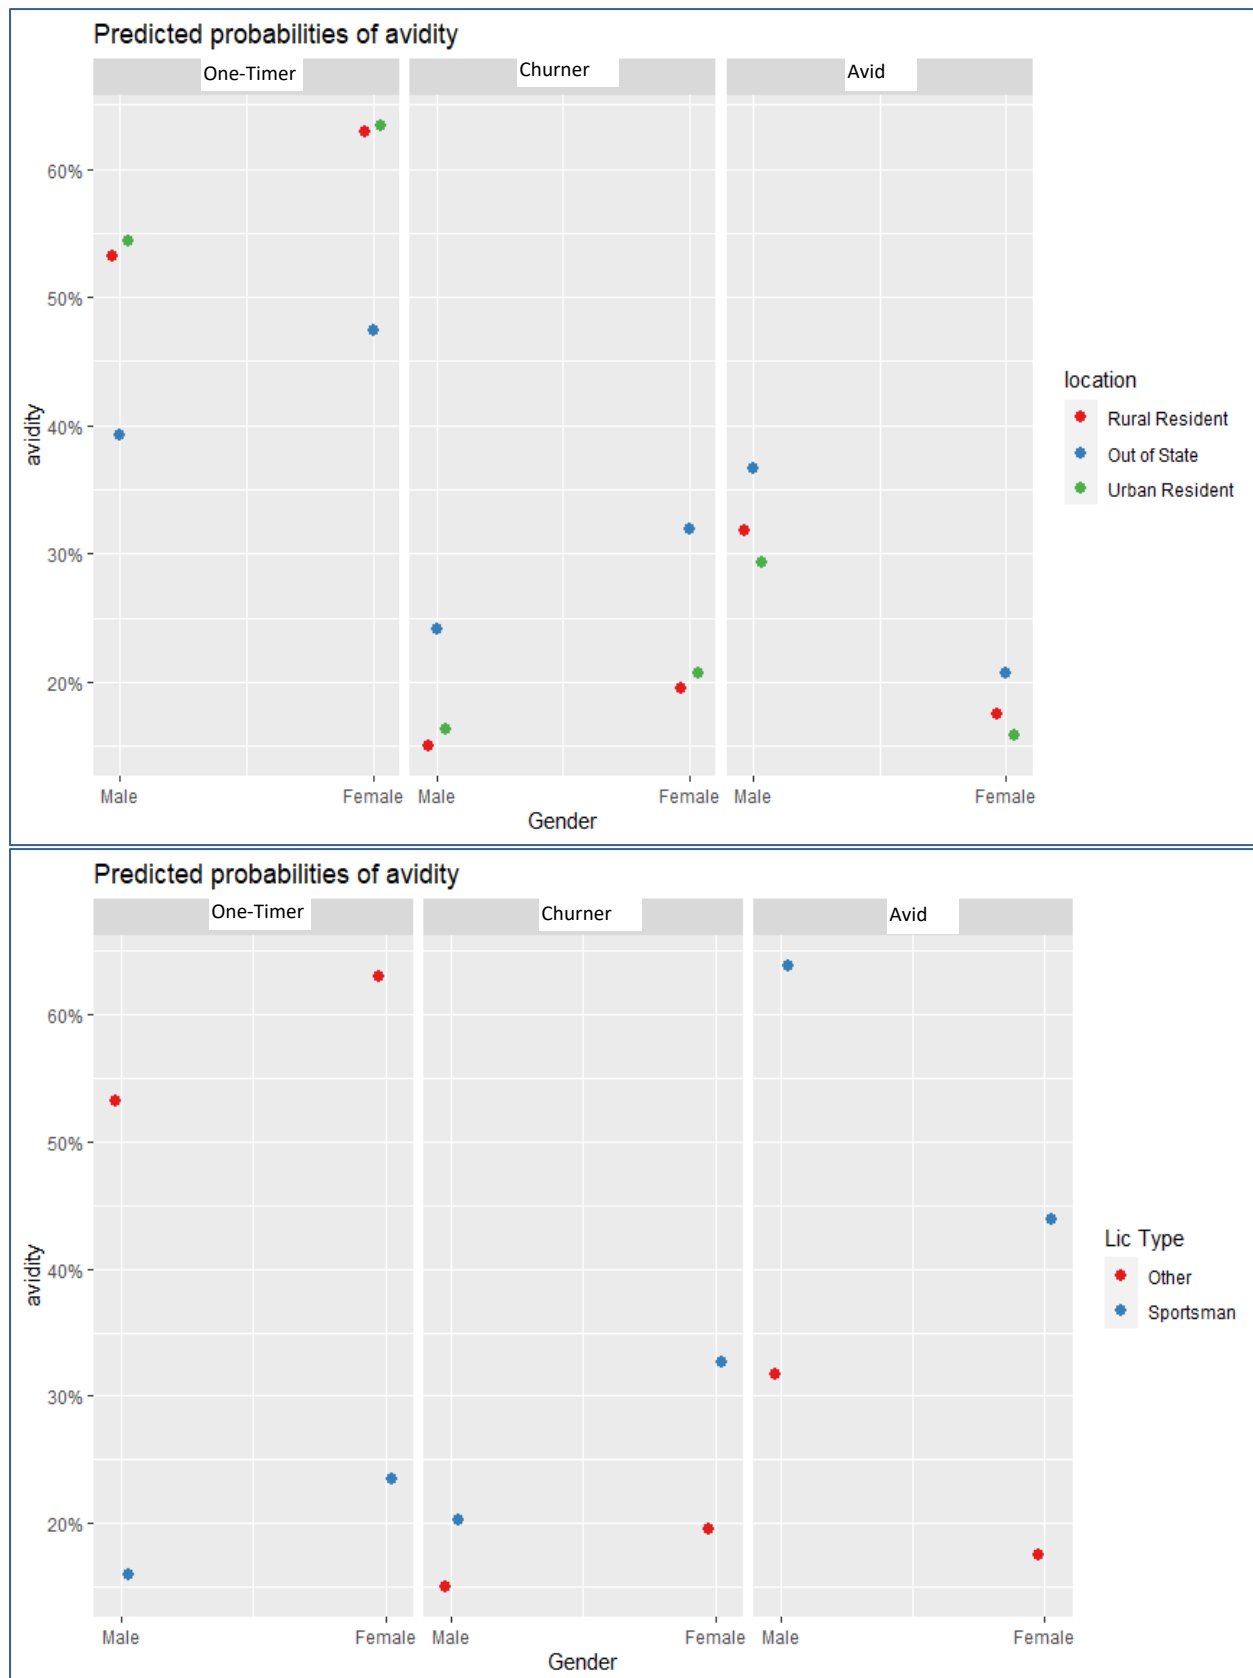 Predicted probabilities of avidity
One-Timer Churner Avid
60%
50%
40%
30%
20%
avidity
Male Female Male Female Male Female
Gender
location
Rural Resident
Out of State
Urban Resident
Predicted probabilities of avidity
One-Timer Churner Avid
60%
50%
40%
30%
20%
avidity
Male Female Male Female Male Female
Gender
Lic Type
Other
Sportsman